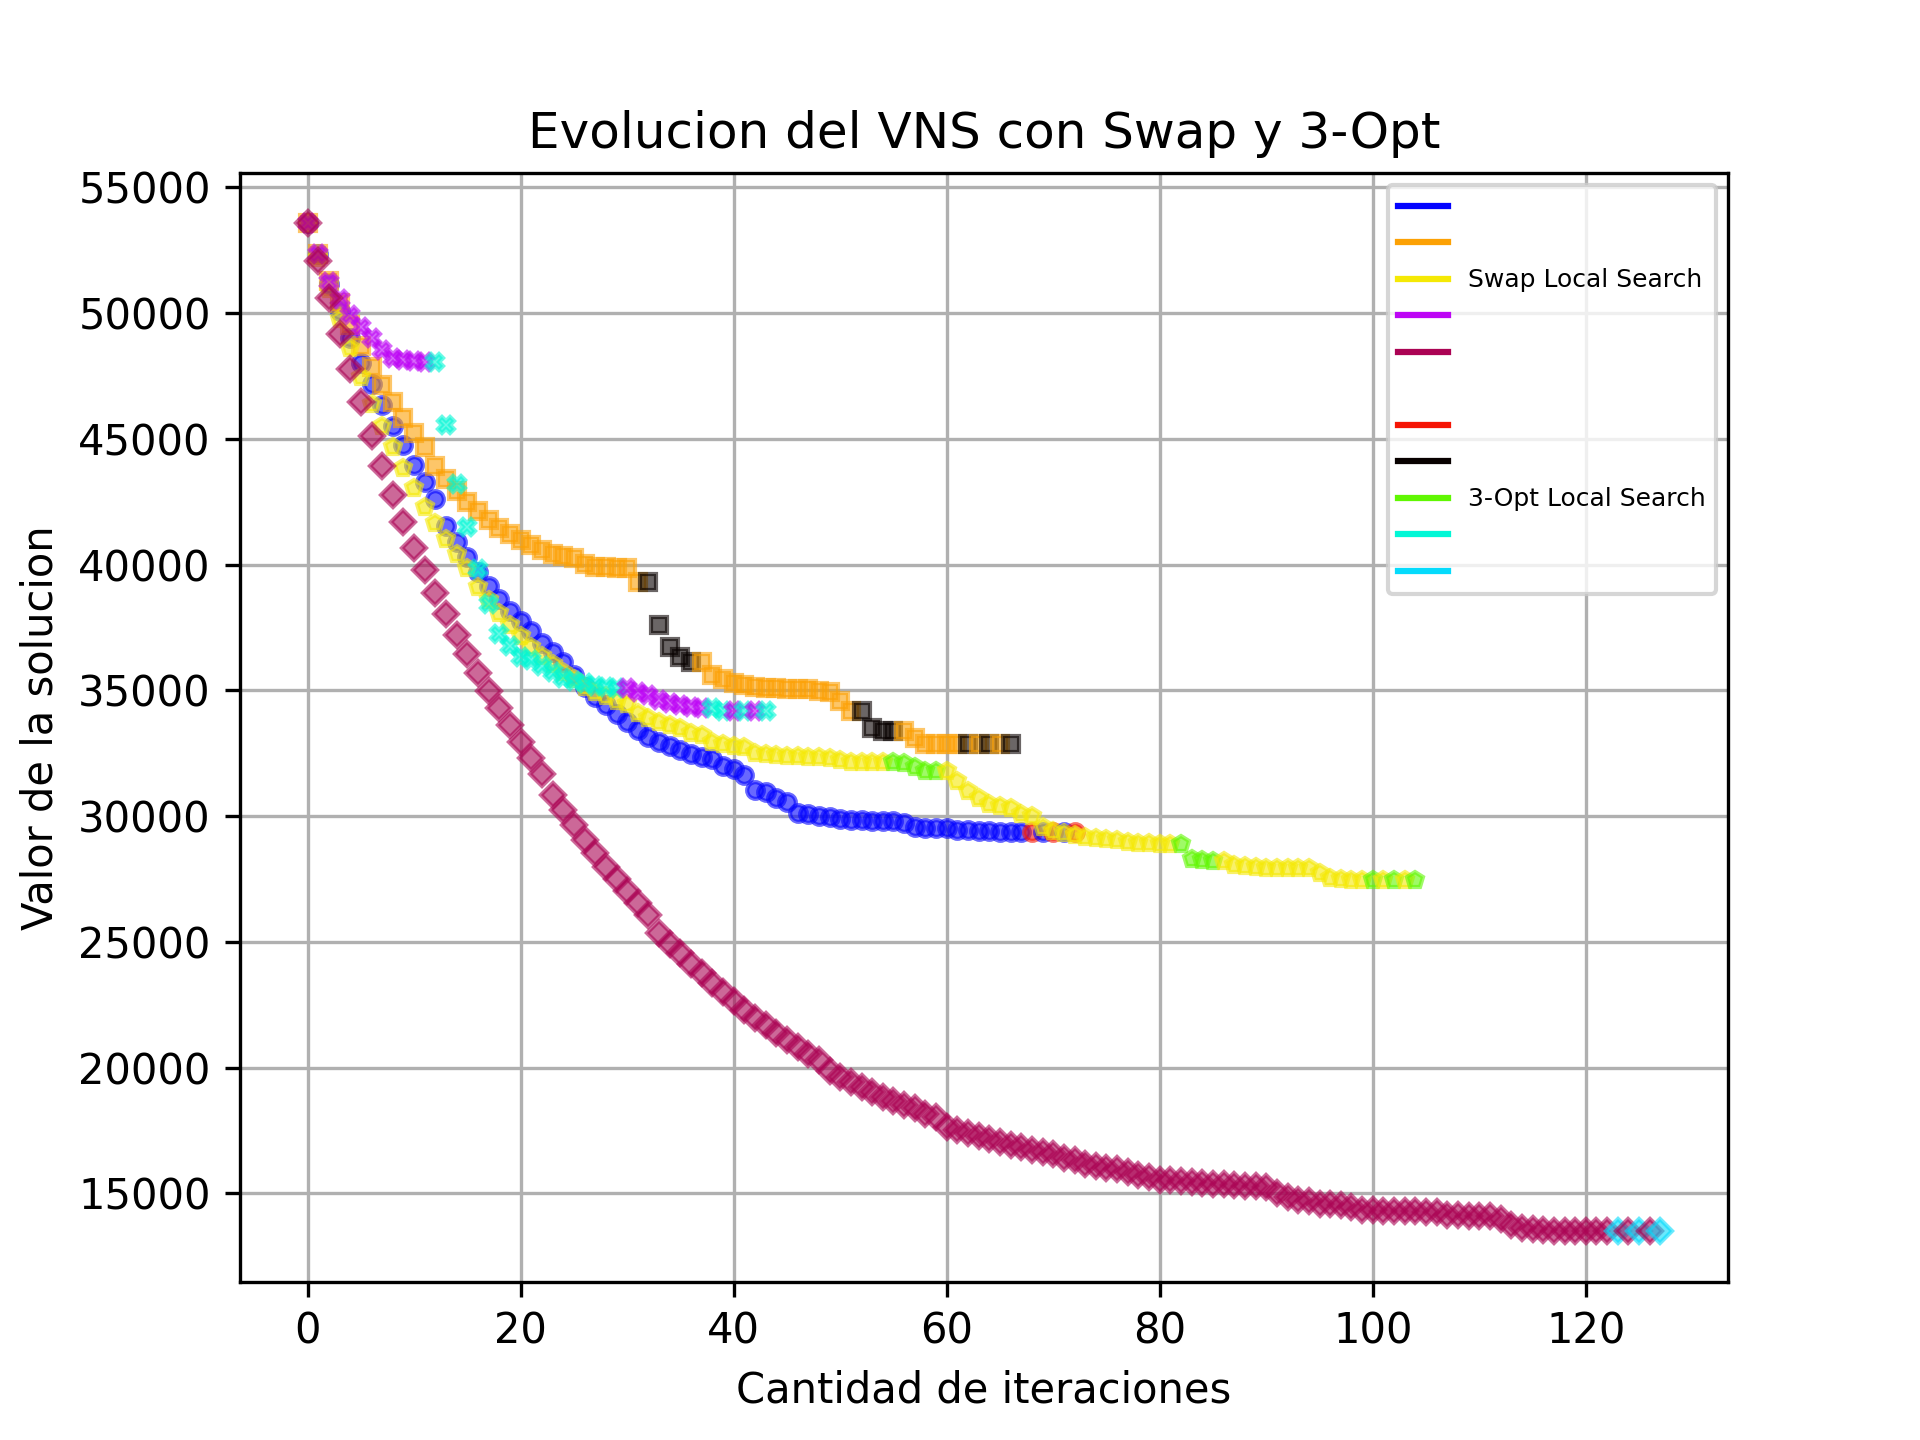 Evolucion del VNS con Swap y 3-Opt
55000
50000
45000
40000
35000
30000
25000
20000
15000
Valor de la solucion
Swap Local Search
3-Opt Local Search
0 20 40 60 80 100 120
Cantidad de iteraciones